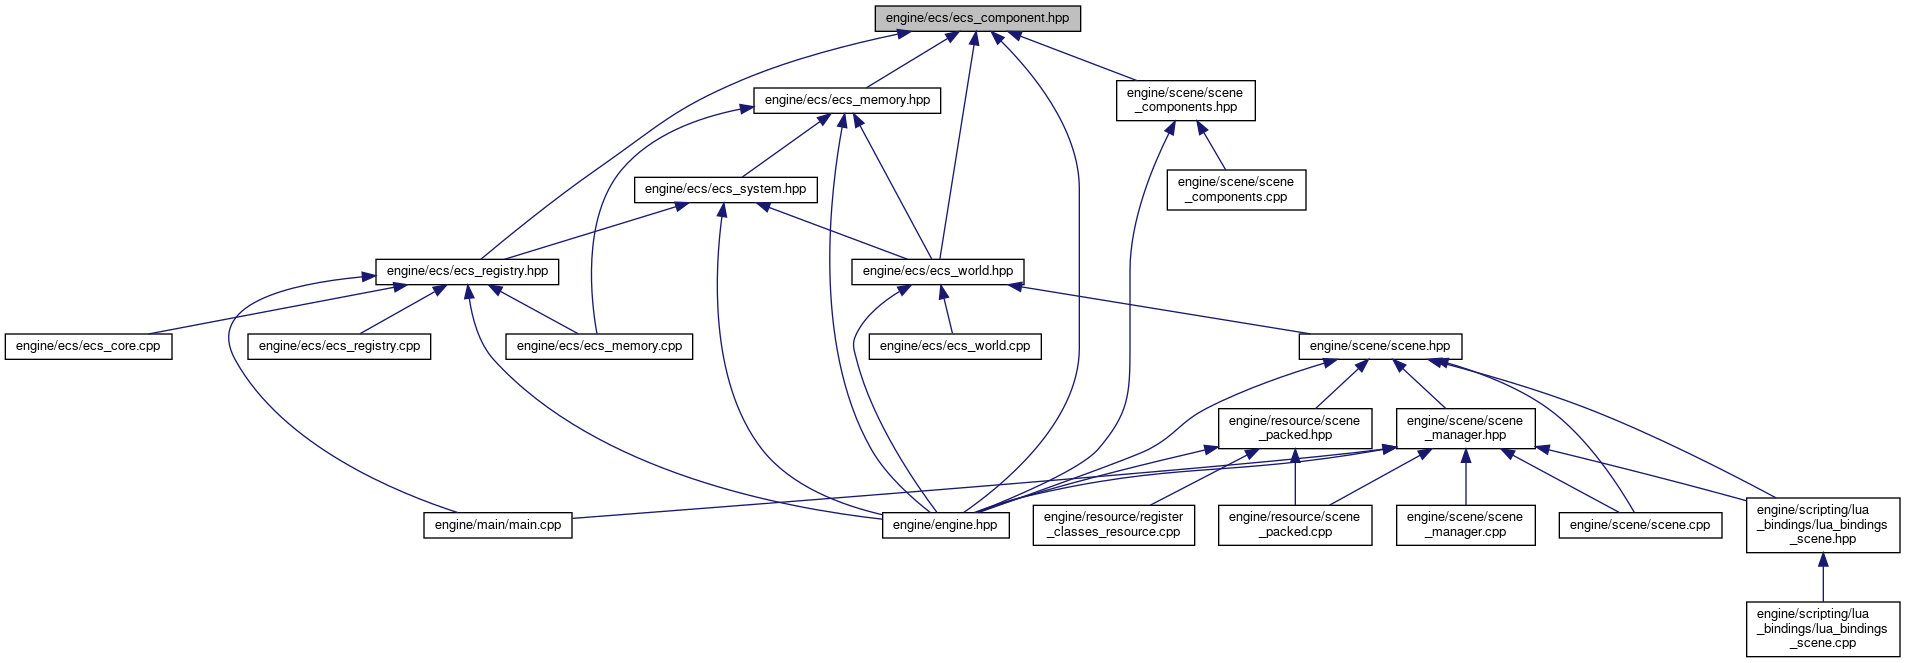 engine/ecs/ecs_component.hpp
engine/ecs/ecs_memory.hpp
engine/scene/scene
_components.hpp
engine/ecs/ecs_system.hpp
engine/scene/scene
_components.cpp
engine/ecs/ecs_registry.hpp
engine/ecs/ecs_world.hpp
engine/ecs/ecs_core.cpp
engine/ecs/ecs_registry.cpp
engine/ecs/ecs_memory.cpp
engine/ecs/ecs_world.cpp
engine/scene/scene.hpp
engine/resource/scene
_packed.hpp
engine/scene/scene
_manager.hpp
engine/main/main.cpp
engine/engine.hpp
engine/resource/register
_classes_resource.cpp
engine/resource/scene
_packed.cpp
engine/scene/scene
_manager.cpp
engine/scene/scene.cpp
engine/scripting/lua
_bindings/lua_bindings
_scene.hpp
engine/scripting/lua
_bindings/lua_bindings
_scene.cpp